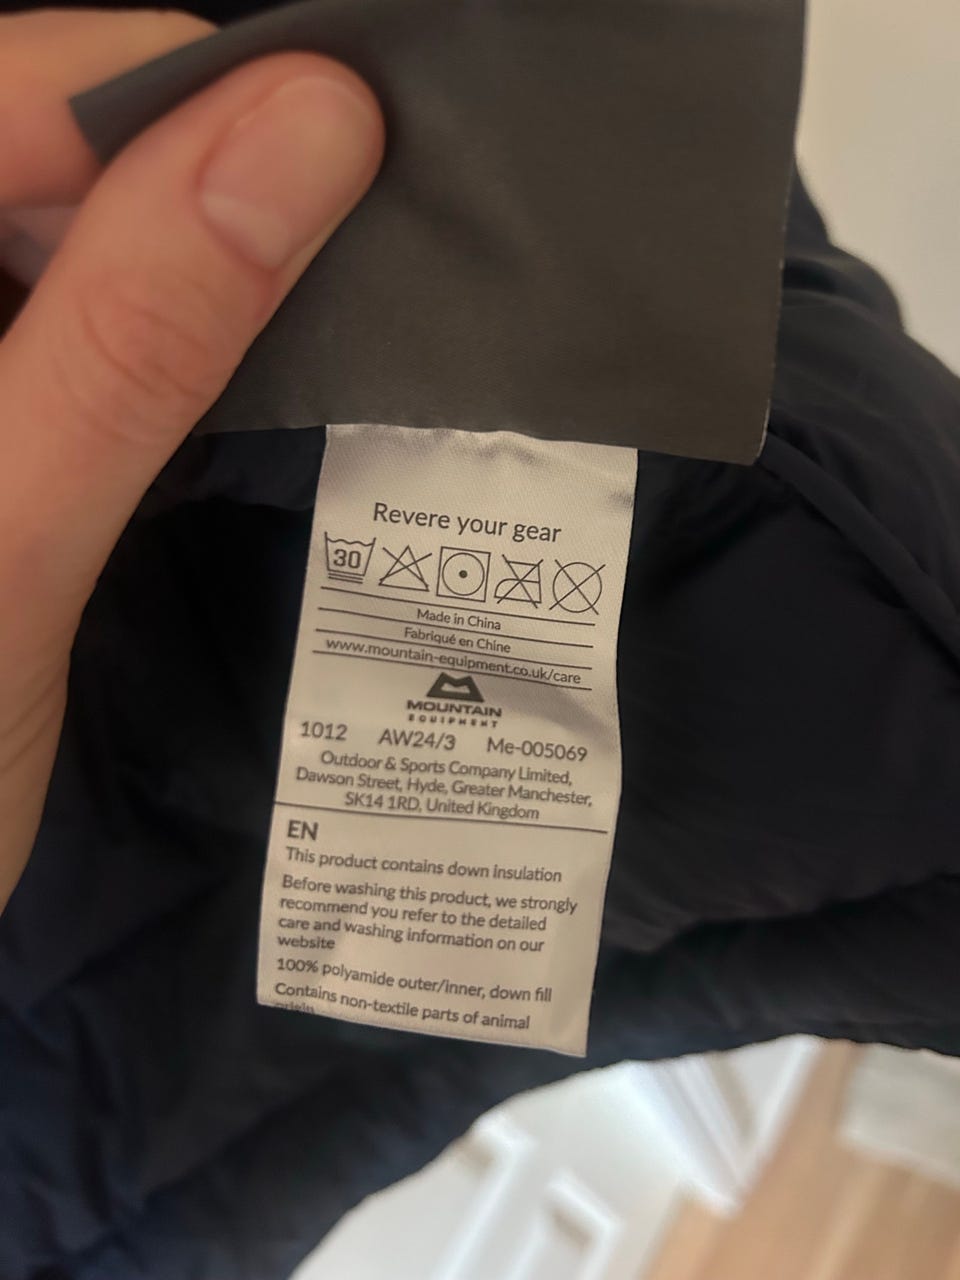 Revere your gear
30
Made in China
Fabriqué en Chine
www.mountain-equipment.co.uk/care
MOUNTAIN
EQUIPMENT
1012 AW24/3 Me-005069
Outdoor & Sports Company Limited,
Dawson Street, Hyde, Greater Manchester,
SK14 1RD, United Kingdom
EN
This product contains down insulation
Before washing this product, we strongly
recommend you refer to the detailed
care and washing information on our
website
100% polyamide outer/inner, down fill
Contains non-textile parts of animal
origin